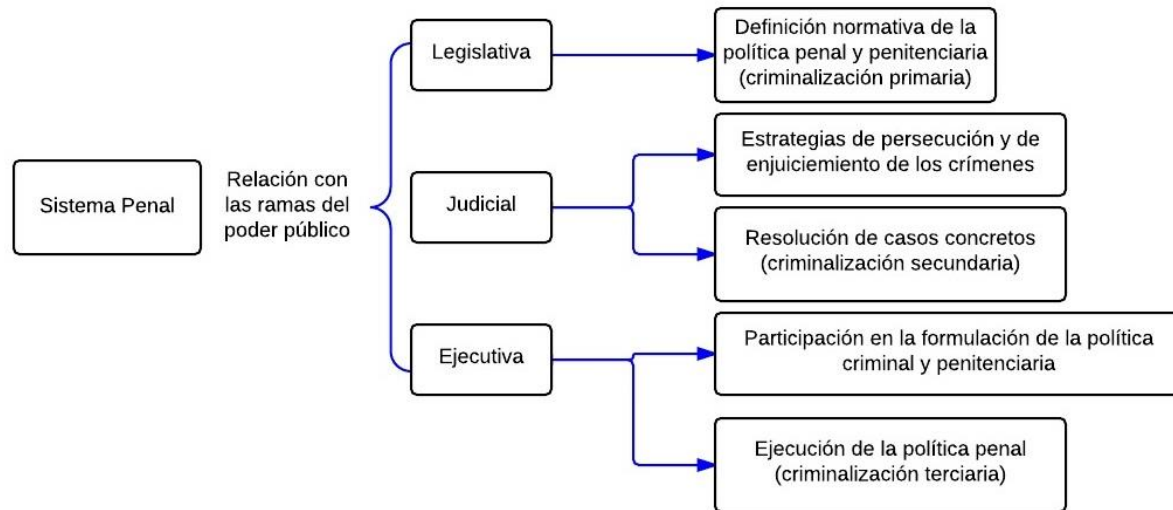 Sistema Penal
Relación con
las ramas del
poder público
Legislativa
Definición normativa de la
política penal y penitenciaria
(criminalización primaria)
Judicial
Estrategias de persecución y de
enjuiciemiento de los crímenes
Resolución de casos concretos
(criminalización secundaria)
Ejecutiva
Participación en la formulación de la política
criminal y penitenciaria
Ejecución de la política penal
(criminalización terciaria)